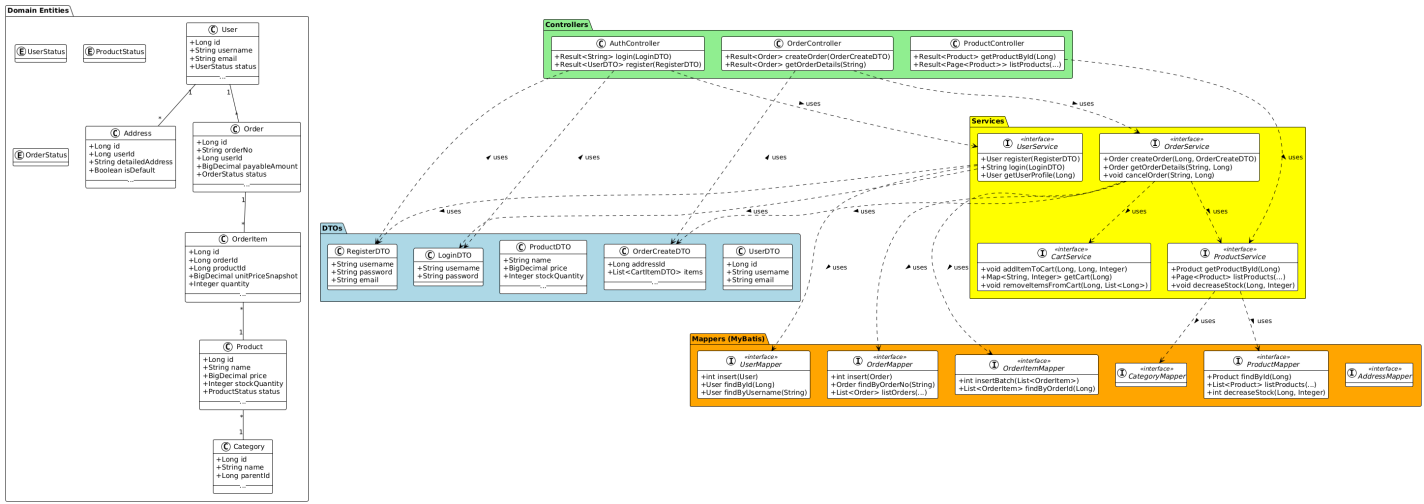 Domain Entities
E UserStatus
E ProductStatus
C User
+Long id
+String username
+String email
+UserStatus status
...
1
1
*
*
E OrderStatus
C Address
+Long id
+Long userId
+String detailedAddress
+Boolean isDefault
...
C Order
+Long id
+String orderNo
+Long userId
+BigDecimal payableAmount
+OrderStatus status
...
1
*
C OrderItem
+Long id
+Long orderId
+Long productId
+BigDecimal unitPriceSnapshot
+Integer quantity
...
*
1
C Product
+Long id
+String name
+BigDecimal price
+Integer stockQuantity
+ProductStatus status
...
*
1
C Category
+Long id
+String name
+Long parentId
...
Controllers
C AuthController
+Result<String> login(LoginDTO)
+Result<UserDTO> register(RegisterDTO)
C OrderController
+Result<Order> createOrder(OrderCreateDTO)
+Result<Order> getOrderDetails(String)
C ProductController
+Result<Product> getProductById(Long)
+Result<Page<Product>> listProducts(...)
uses
uses
uses
uses
uses
uses
Services
I «interface»
UserService
+User register(RegisterDTO)
+String login(LoginDTO)
+User getUserProfile(Long)
I «interface»
OrderService
+Order createOrder(Long, OrderCreateDTO)
+Order getOrderDetails(String, Long)
+void cancelOrder(String, Long)
uses
uses
uses
uses
uses
I «interface»
CartService
+void addItemToCart(Long, Long, Integer)
+Map<String, Integer> getCart(Long)
+void removeItemsFromCart(Long, List<Long>)
I «interface»
ProductService
+Product getProductById(Long)
+Page<Product> listProducts(...)
+void decreaseStock(Long, Integer)
DTOs
C RegisterDTO
+String username
+String password
+String email
C LoginDTO
+String username
+String password
C ProductDTO
+String name
+BigDecimal price
+Integer stockQuantity
...
C OrderCreateDTO
+Long addressId
+List<CartItemDTO> items
...
C UserDTO
+Long id
+String username
+String email
uses
uses
uses
uses
uses
Mappers (MyBatis)
I «interface»
UserMapper
+int insert(User)
+User findById(Long)
+User findByUsername(String)
I «interface»
OrderMapper
+int insert(Order)
+Order findByOrderNo(String)
+List<Order> listOrders(...)
I «interface»
OrderItemMapper
+int insertBatch(List<OrderItem>)
+List<OrderItem> findByOrderId(Long)
I «interface»
CategoryMapper
I «interface»
ProductMapper
+Product findById(Long)
+List<Product> listProducts(...)
+int decreaseStock(Long, Integer)
I «interface»
AddressMapper